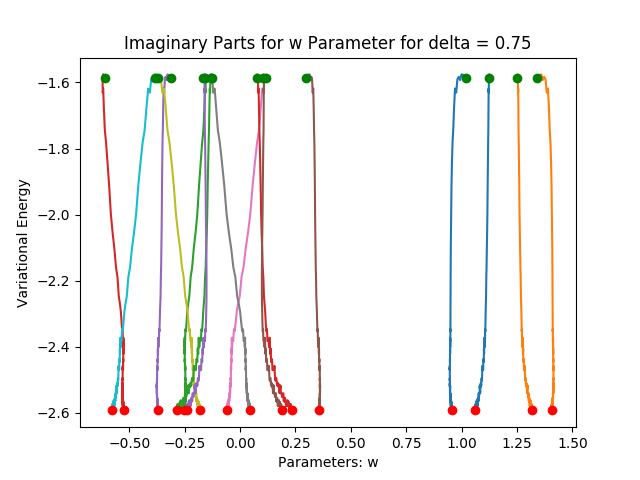 Imaginary Parts for w Parameter for delta = 0.75
Variational Energy
−1.6
−1.8
−2.0
−2.2
−2.4
−2.6
−0.50 −0.25 0.00 0.25 0.50 0.75 1.00 1.25 1.50
Parameters: w